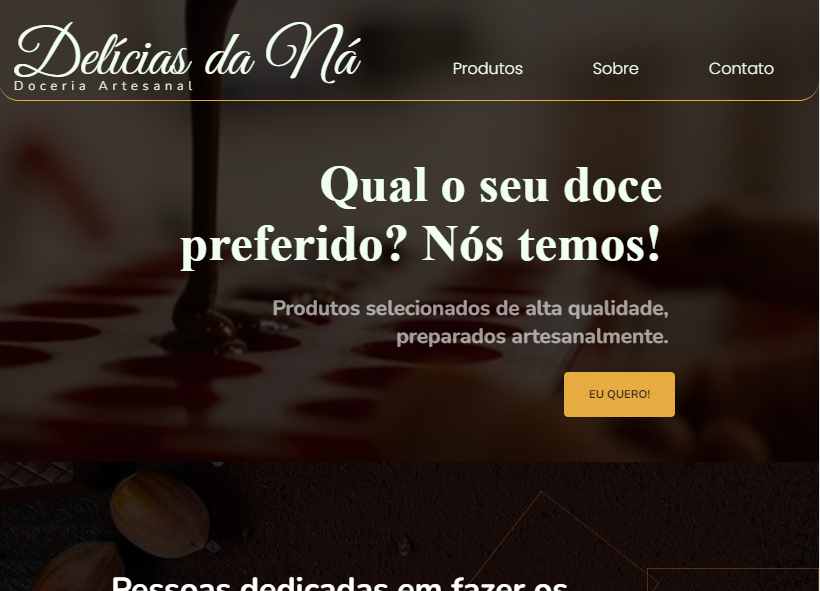 Delícias da Ná
Doceria Artesanal
Produtos
Sobre
Contato
Qual o seu doce
preferido? Nós temos!
Produtos selecionados de alta qualidade,
preparados artesanalmente.
EU QUERO!
Pessoas dedicadas em fazer os